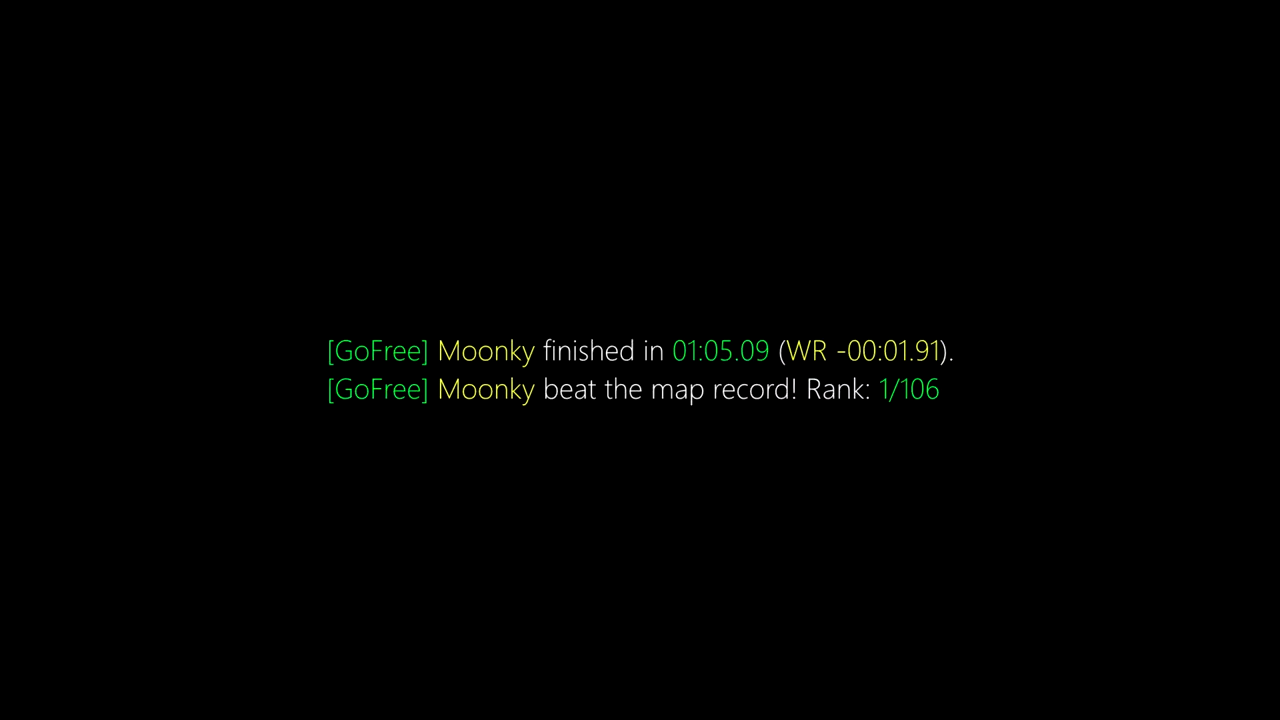 [GoFree] Moonky finished in 01:05.09 (WR -00:01.91).
[GoFree] Moonky beat the map record! Rank: 1/106